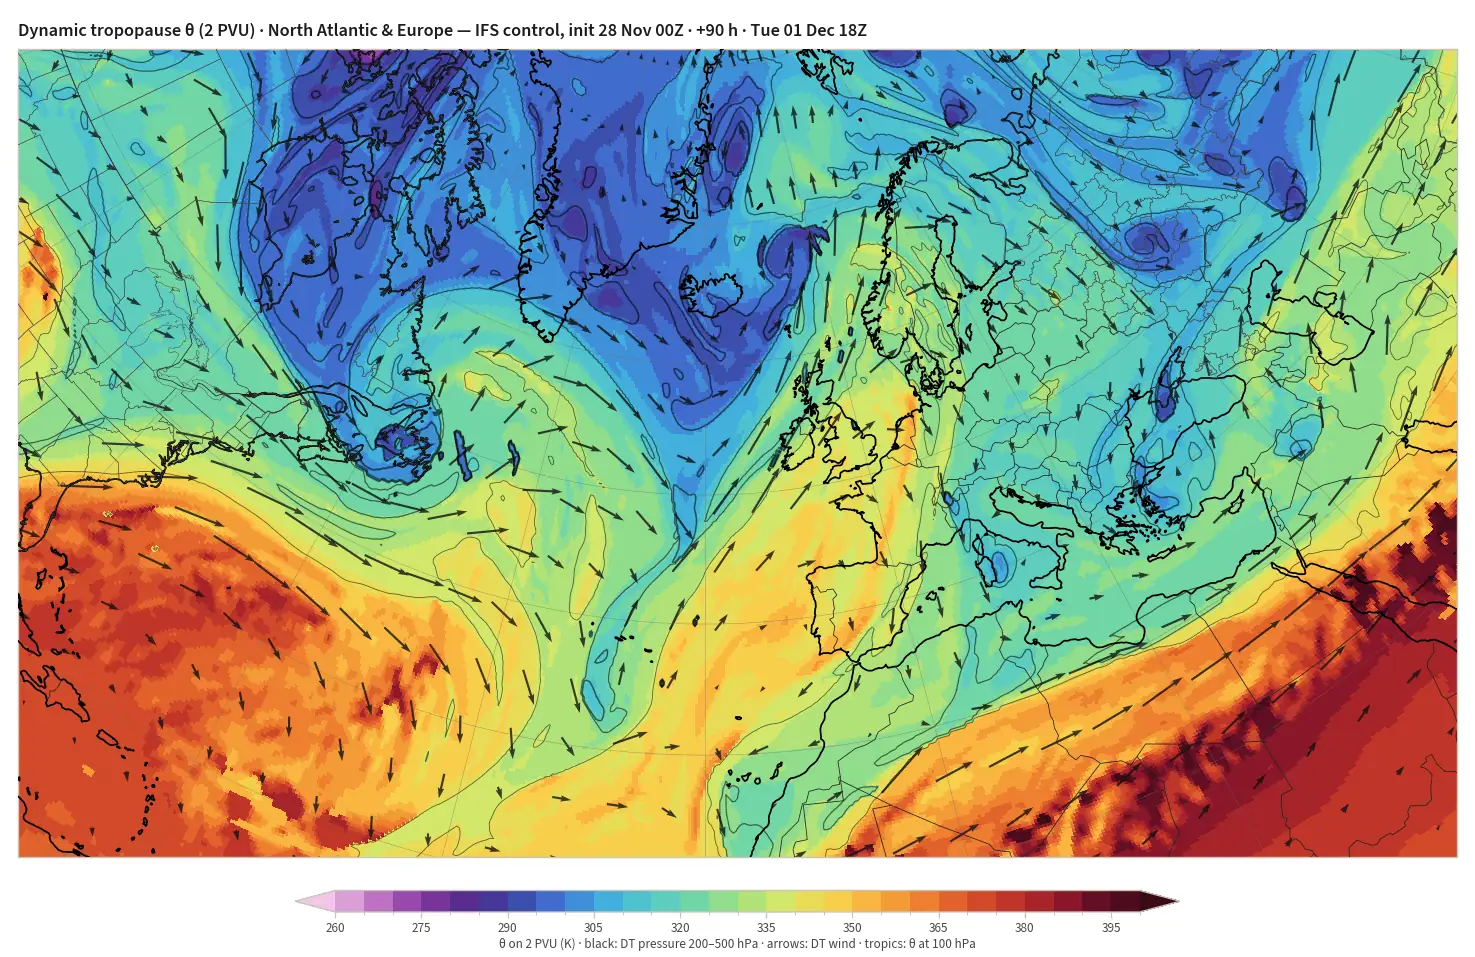 Dynamic tropopause θ (2 PVU) · North Atlantic & Europe — IFS control, init 28 Nov 00Z · +90 h · Tue 01 Dec 18Z
260 275 290 305 320 335 350 365 380 395
θ on 2 PVU (K) · black: DT pressure 200–500 hPa · arrows: DT wind · tropics: θ at 100 hPa